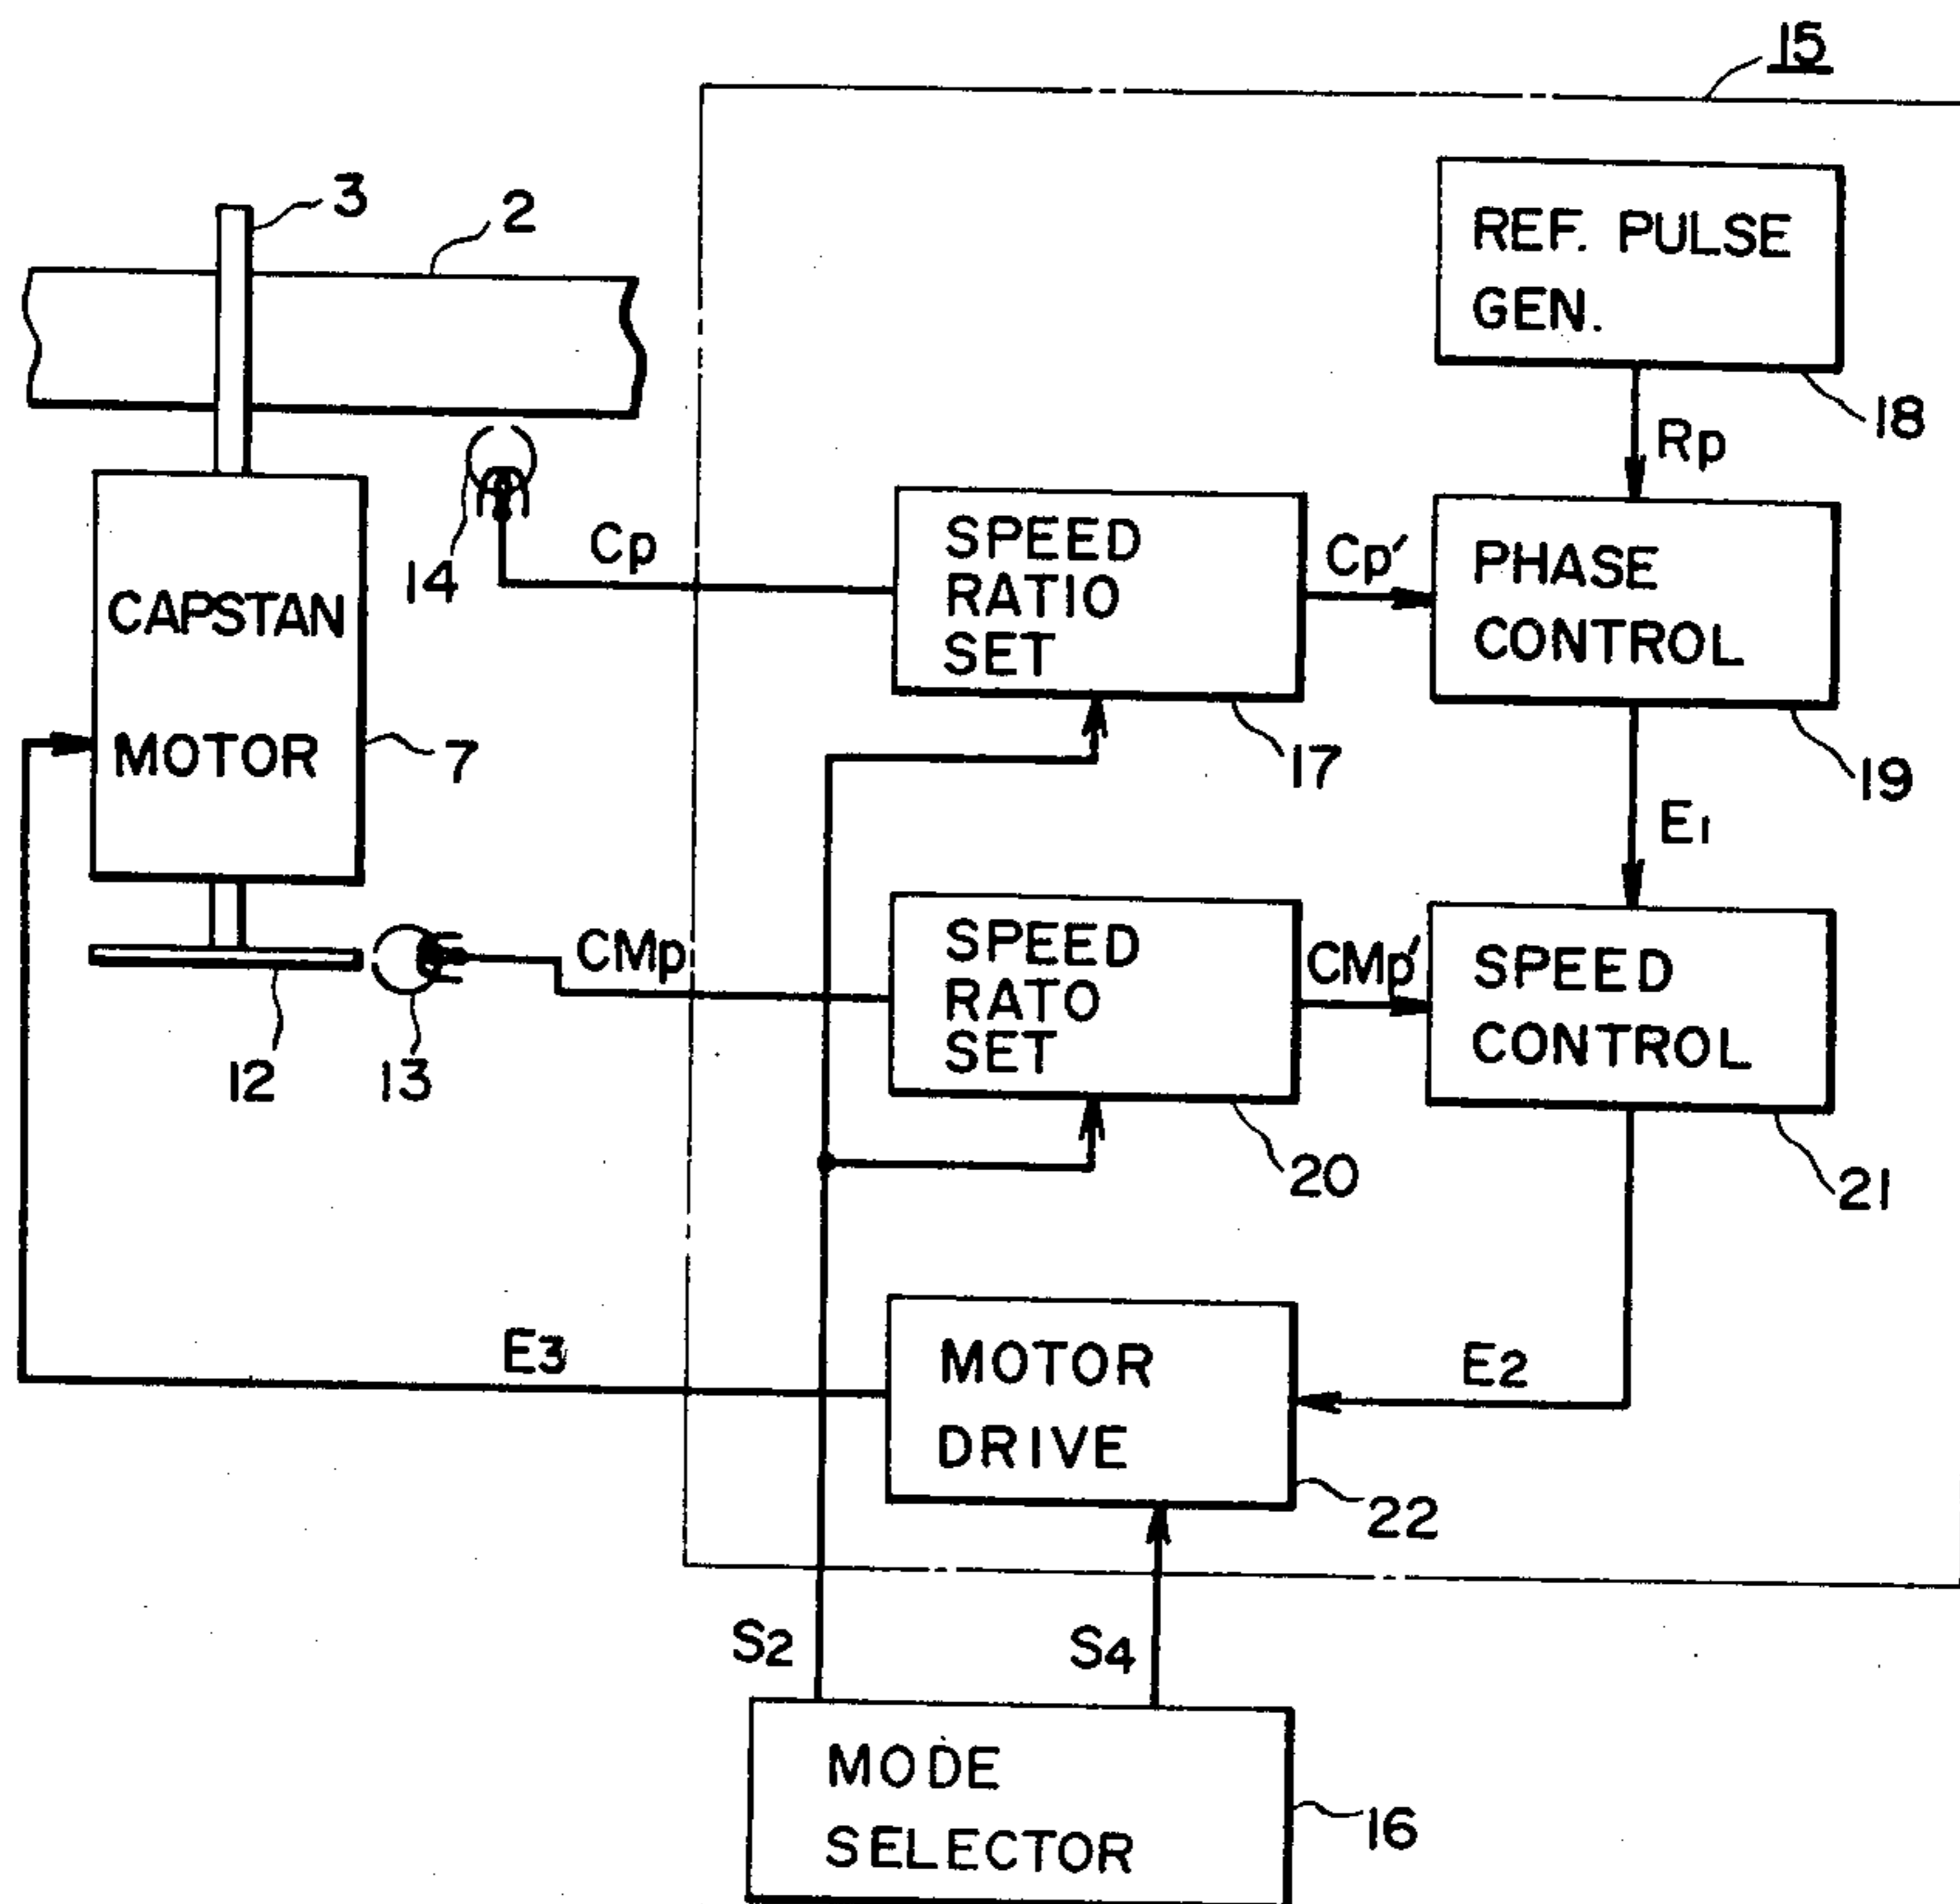 15
3
2
REF. PULSE
GEN.
18
Rp
14
Cp
SPEED
RATIO
SET
17
Cp′
PHASE
CONTROL
19
CAPSTAN
MOTOR
7
E1
12
13
CMp
SPEED
RATO
SET
20
CMp′
SPEED
CONTROL
21
E3
MOTOR
DRIVE
22
E2
S2
S4
MODE
SELECTOR
16